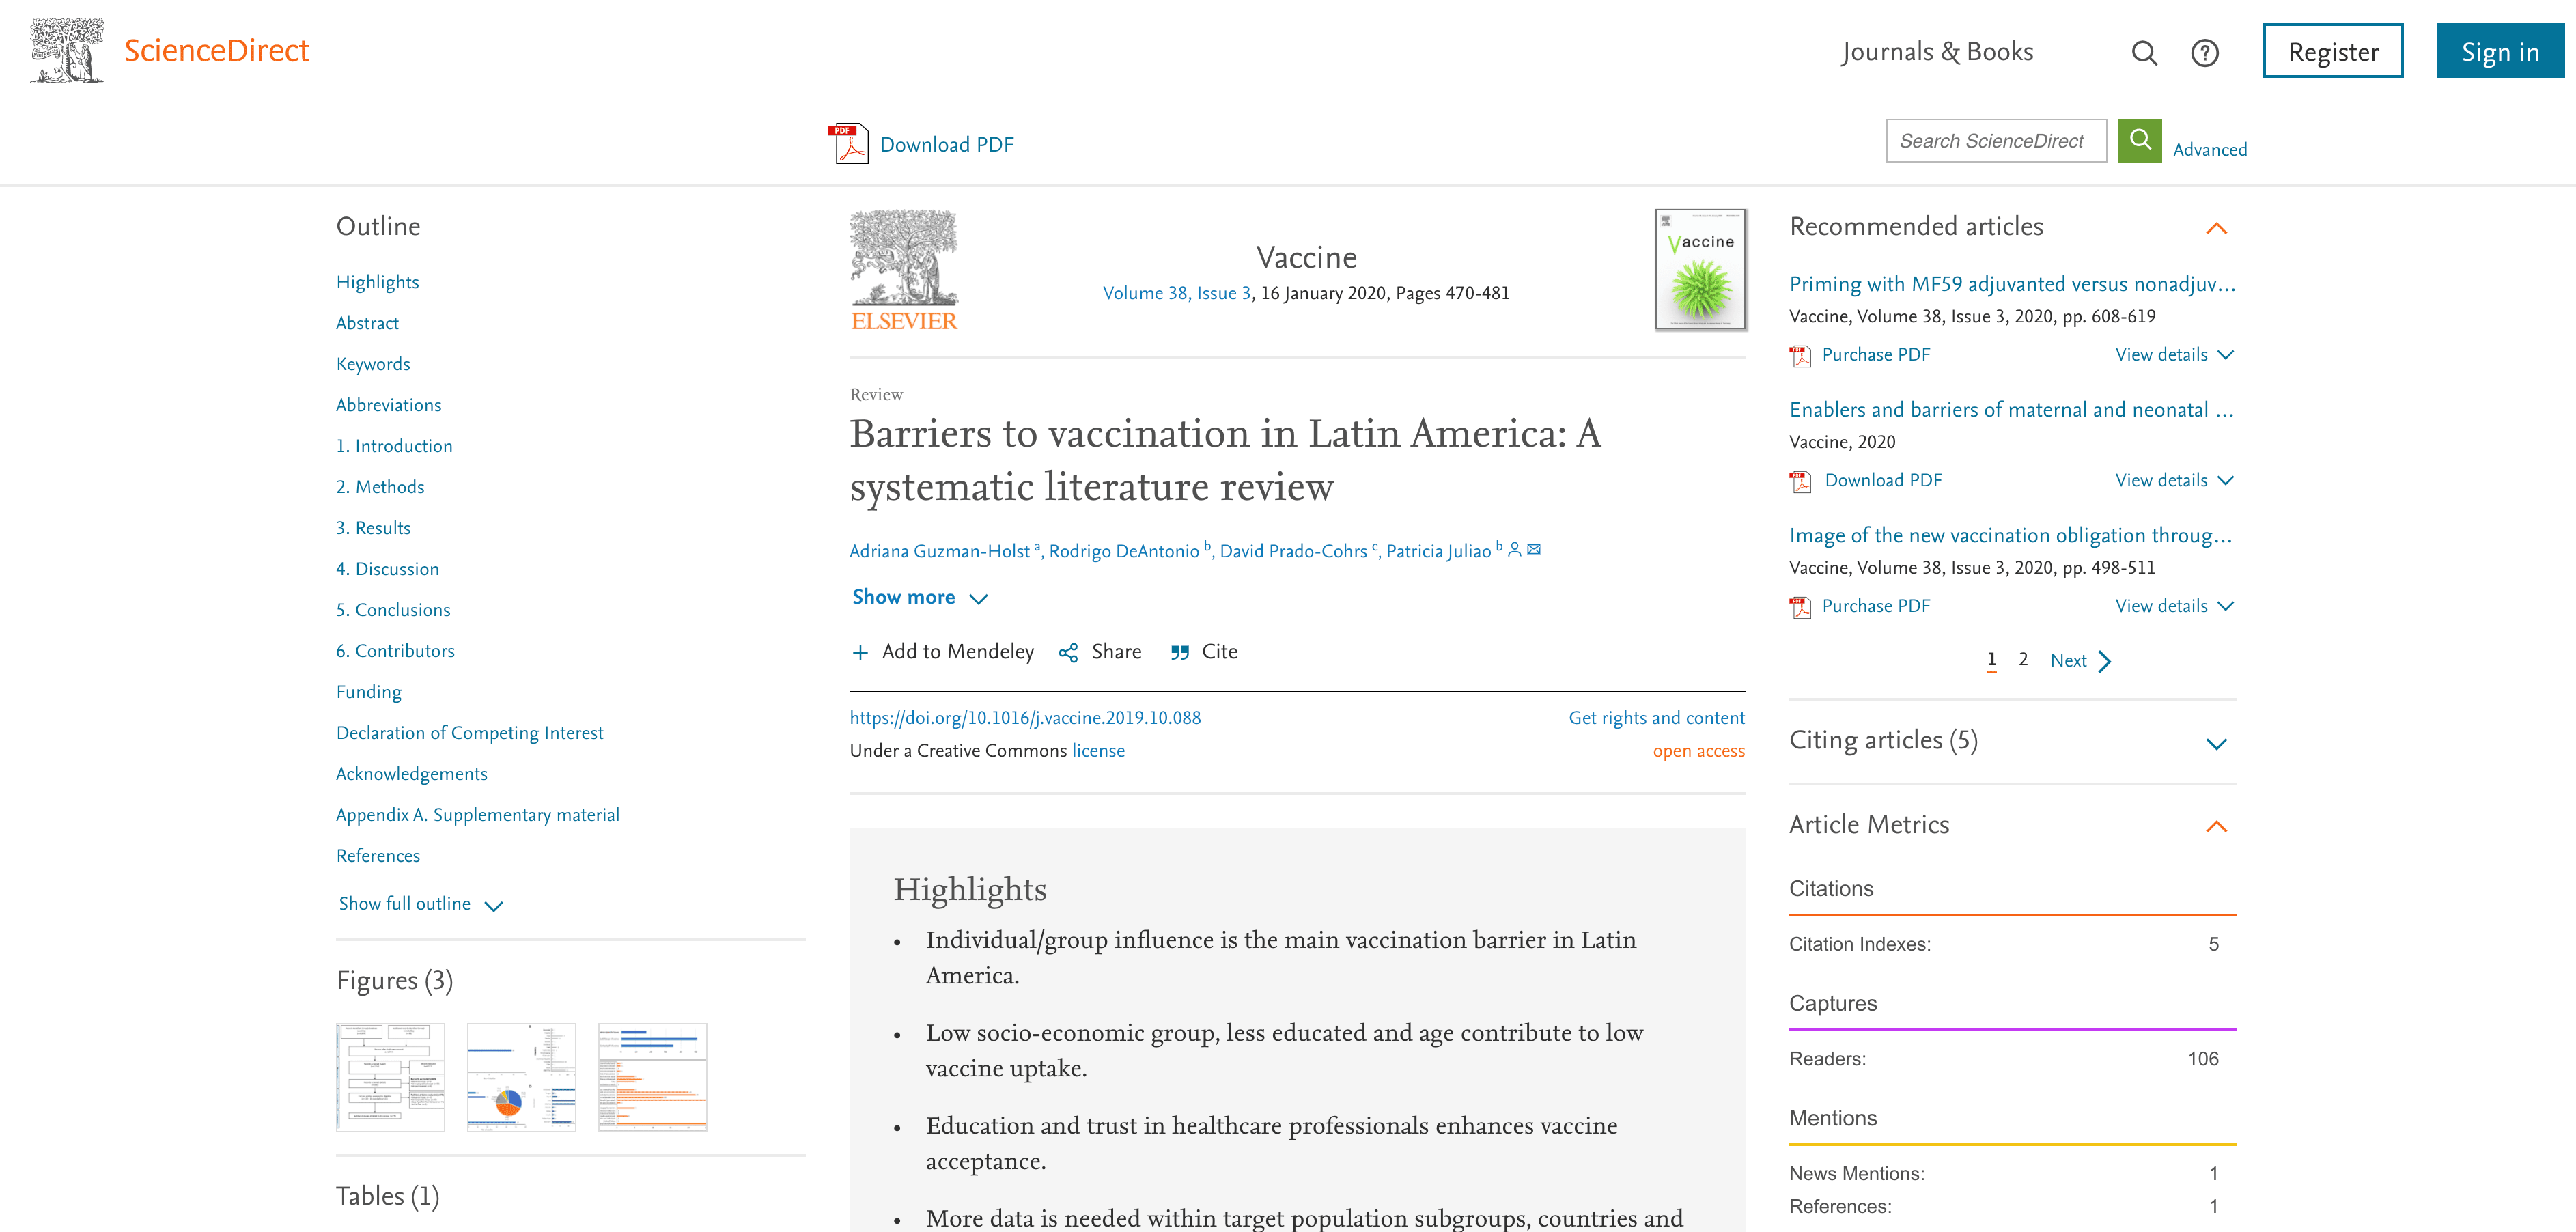 ScienceDirect
Journals & Books
Register
Sign in
Download PDF
Search ScienceDirect
Advanced
Outline
Highlights
Abstract
Keywords
Abbreviations
1. Introduction
2. Methods
3. Results
4. Discussion
5. Conclusions
6. Contributors
Funding
Declaration of Competing Interest
Acknowledgements
Appendix A. Supplementary material
References
Show full outline
Figures (3)
Tables (1)
ELSEVIER
Vaccine
Volume 38, Issue 3, 16 January 2020, Pages 470-481
Vaccine
Review
Barriers to vaccination in Latin America: A
systematic literature review
Adriana Guzman-Holst a, Rodrigo DeAntonio b, David Prado-Cohrs c, Patricia Juliao b
Show more
Add to Mendeley Share Cite
https://doi.org/10.1016/j.vaccine.2019.10.088
Get rights and content
Under a Creative Commons license
open access
Highlights
• Individual/group influence is the main vaccination barrier in Latin
America.
• Low socio-economic group, less educated and age contribute to low
vaccine uptake.
• Education and trust in healthcare professionals enhances vaccine
acceptance.
• More data is needed within target population subgroups, countries and
Recommended articles
Priming with MF59 adjuvanted versus nonadjuv...
Vaccine, Volume 38, Issue 3, 2020, pp. 608-619
Purchase PDF View details
Enablers and barriers of maternal and neonatal ...
Vaccine, 2020
Download PDF View details
Image of the new vaccination obligation throug...
Vaccine, Volume 38, Issue 3, 2020, pp. 498-511
Purchase PDF View details
1 2 Next
Citing articles (5)
Article Metrics
Citations
Citation Indexes: 5
Captures
Readers: 106
Mentions
News Mentions: 1
References: 1